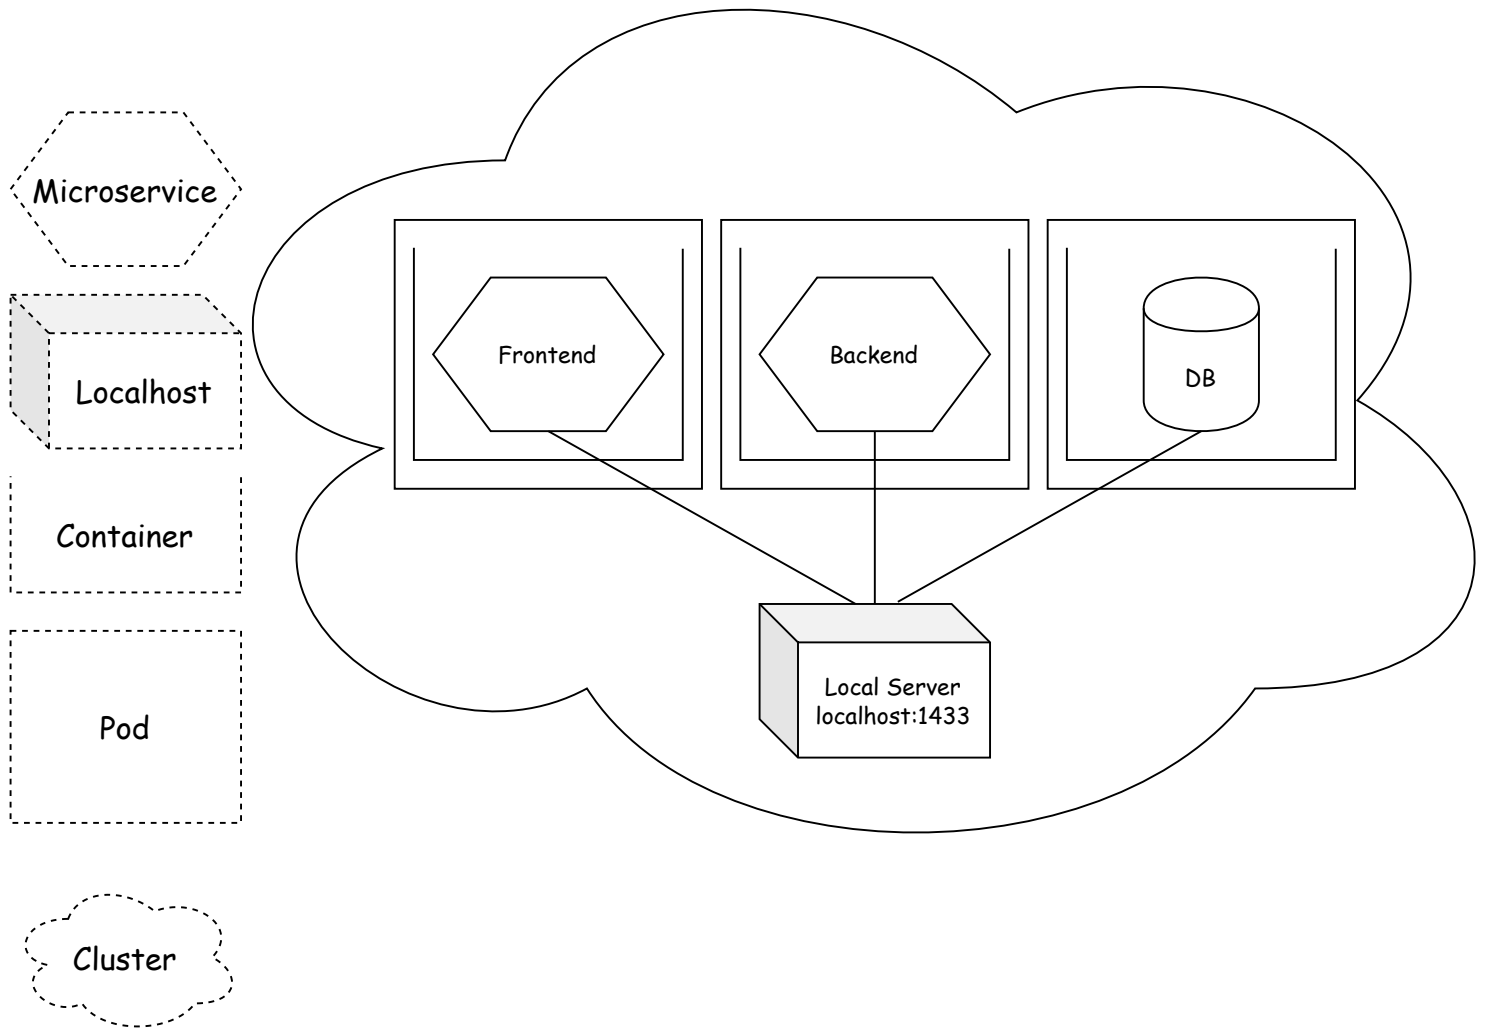 Microservice
Localhost
Container
Pod
Cluster
Frontend
Backend
DB
Local Server
localhost:1433